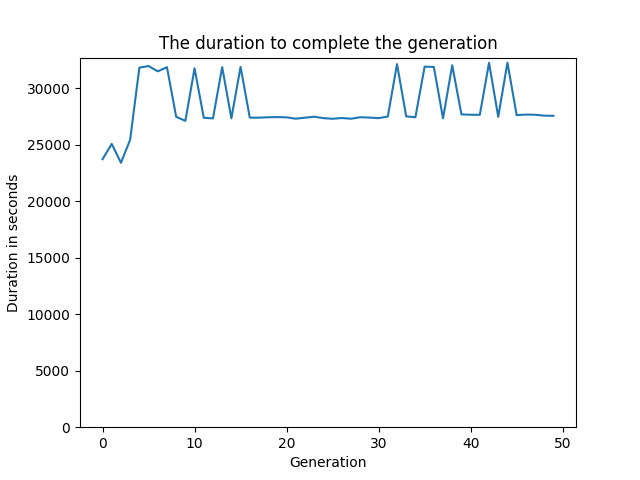 The duration to complete the generation
30000
25000
20000
15000
10000
5000
0
Duration in seconds
0 10 20 30 40 50
Generation